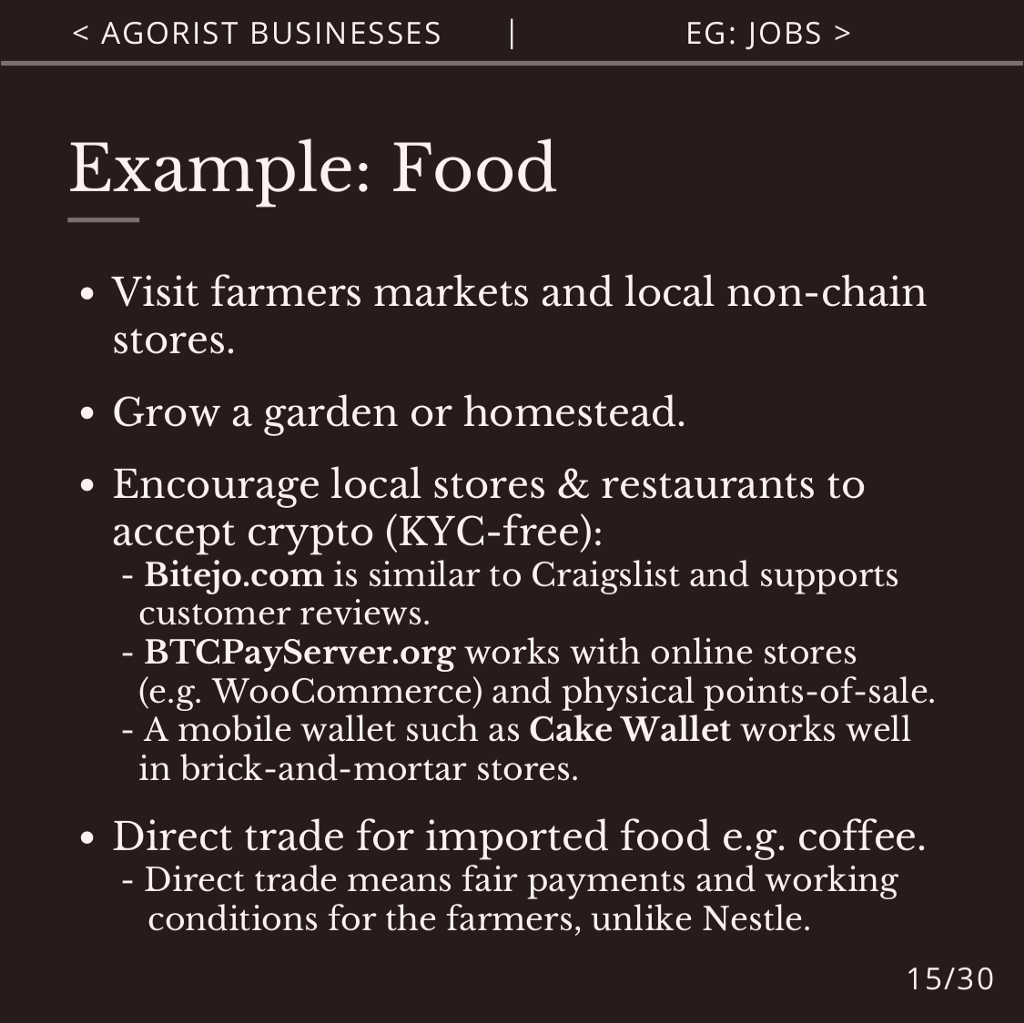 < AGORIST BUSINESSES | EG: JOBS >
Example: Food
• Visit farmers markets and local non-chain
stores.
• Grow a garden or homestead.
• Encourage local stores & restaurants to
accept crypto (KYC-free):
- Bitejo.com is similar to Craigslist and supports
customer reviews.
- BTCPayServer.org works with online stores
(e.g. WooCommerce) and physical points-of-sale.
- A mobile wallet such as Cake Wallet works well
in brick-and-mortar stores.
• Direct trade for imported food e.g. coffee.
- Direct trade means fair payments and working
conditions for the farmers, unlike Nestle.
15/30